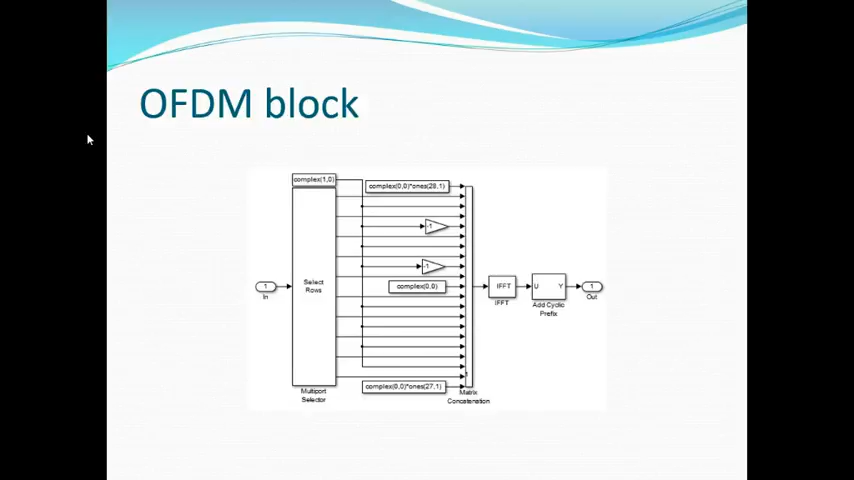 OFDM block
complex(1,0)
complex(0,0)*ones(28,1)
-1
-1
Select
Rows
1
In
complex(0,0)
IFFT
IFFT
U Y
Add Cyclic
Prefix
1
Out
complex(0,0)*ones(27,1)
1
Multiport
Selector
Matrix
Concatenation